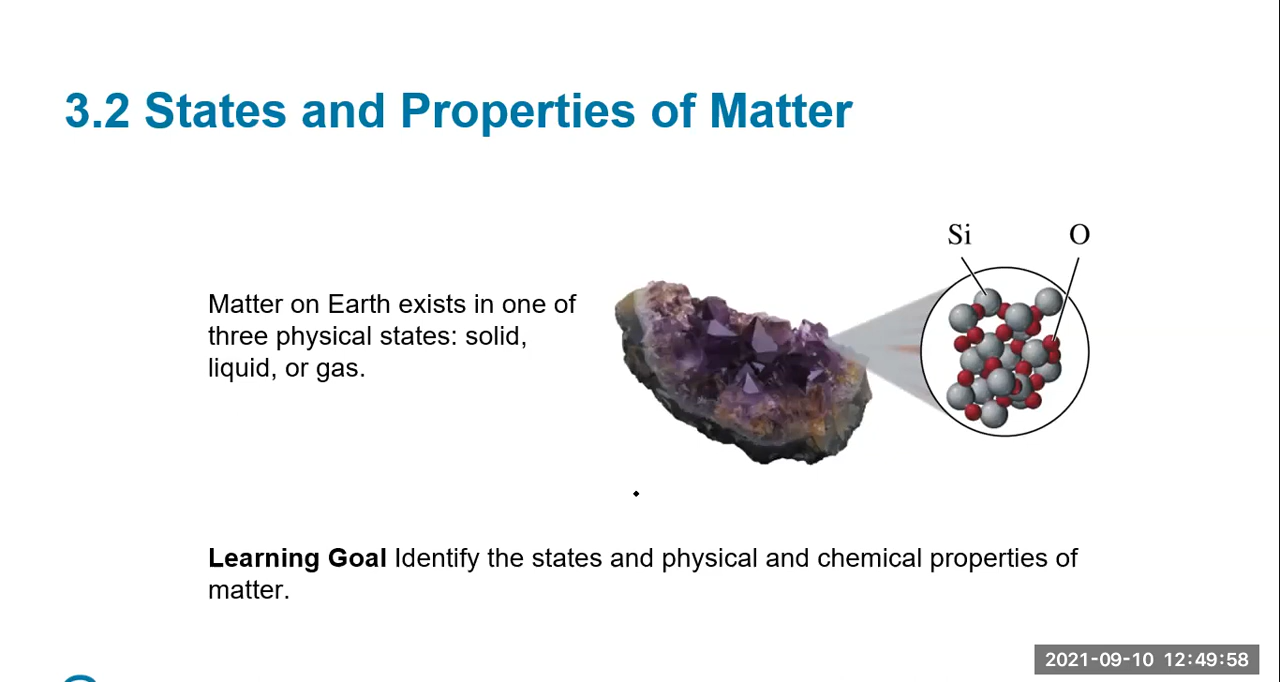 3.2 States and Properties of Matter
Si
O
Matter on Earth exists in one of
three physical states: solid,
liquid, or gas.
Learning Goal Identify the states and physical and chemical properties of
matter.
2021-09-10 12:49:58